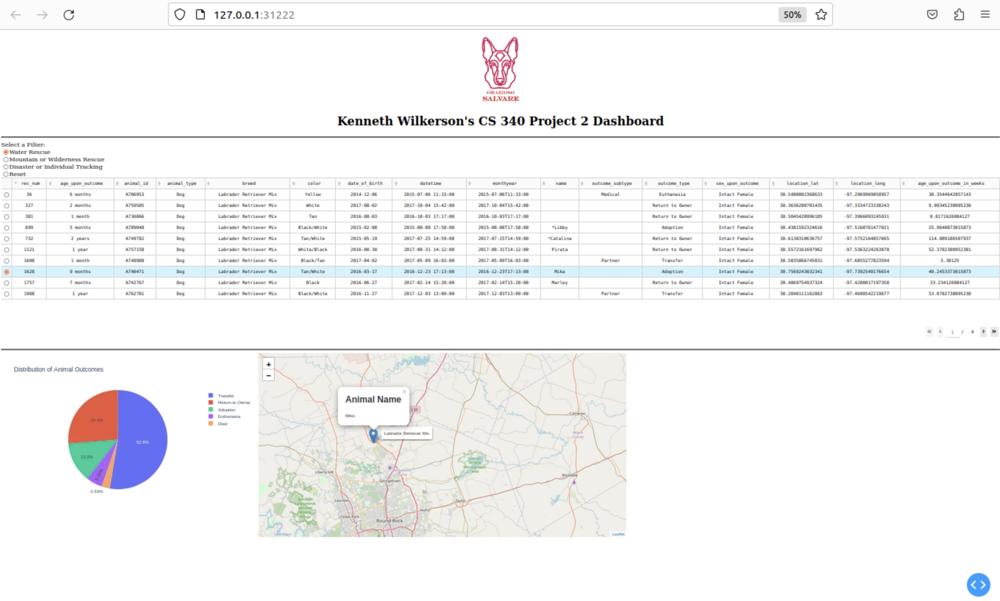 127.0.0.1:31222
50%
GRAZIOSO
SALVARE
Kenneth Wilkerson's CS 340 Project 2 Dashboard
Select a Filter:
Water Rescue
Mountain or Wilderness Rescue
Disaster or Individual Tracking
Reset
rec_num age_upon_outcome animal_id animal_type breed color date_of_birth datetime monthyear name outcome_subtype outcome_type sex_upon_outcome location_lat location_long age_upon_outcome_in_weeks
36 6 months A706953 Dog Labrador Retriever Mix Yellow 2014-12-06 2015-07-06 11:33:00 2015-07-06T11:33:00 Medical Euthanasia Intact Female 30.5480802368633 -97.2969969058957 30.3544642857143
327 2 months A759505 Dog Labrador Retriever Mix White 2017-08-02 2017-10-04 15:42:00 2017-10-04T15:42:00 Return to Owner Intact Female 30.3636280701435 -97.3334723338243 9.09345238095238
381 1 month A736066 Dog Labrador Retriever Mix Tan 2016-08-03 2016-10-03 17:17:00 2016-10-03T17:17:00 Return to Owner Intact Female 30.5045428996105 -97.3966093245931 8.8171626984127
699 5 months A709048 Dog Labrador Retriever Mix Black/White 2015-02-08 2015-08-08 17:58:00 2015-08-08T17:58:00 *Libby Adoption Intact Female 30.4381592324616 -97.5168761477021 25.9640873015873
732 2 years A749782 Dog Labrador Retriever Mix Tan/White 2015-05-19 2017-07-25 14:59:00 2017-07-25T14:59:00 *Catalina Return to Owner Intact Female 30.6138310636757 -97.5752164857665 114.089186507937
1121 1 year A757158 Dog Labrador Retriever Mix White/Black 2016-08-30 2017-08-31 14:12:00 2017-08-31T14:12:00 Pirata Return to Owner Intact Female 30.5572161697962 -97.5363224263878 52.3702380952381
1608 1 month A748988 Dog Labrador Retriever Mix Black/Tan 2017-04-02 2017-05-09 16:03:00 2017-05-09T16:03:00 Partner Transfer Intact Female 30.5835866745831 -97.6855277823594 5.38125
1628 9 months A740471 Dog Labrador Retriever Mix Tan/White 2016-03-17 2016-12-23 17:13:00 2016-12-23T17:13:00 Mika Adoption Intact Female 30.7569243032341 -97.7392549176654 40.2453373015873
1757 7 months A742767 Dog Labrador Retriever Mix Black 2016-06-27 2017-02-14 15:20:00 2017-02-14T15:20:00 Marley Return to Owner Intact Female 30.4869754937324 -97.4280017197358 33.234126984127
1988 1 year A762781 Dog Labrador Retriever Mix Black/White 2016-11-27 2017-12-03 13:09:00 2017-12-03T13:09:00 Partner Transfer Intact Female 30.2840111162863 -97.4600542219677 53.0782738095238
« ‹ 1 / 4 › »
Distribution of Animal Outcomes
Transfer
Return to Owner
Adoption
Euthanasia
Died
26.3%
52.6%
13.2%
5.26%
2.63%
+
−
Animal Name
×
Mika
I 35
Labrador Retriever Mix
Cameron
Milam
County
Granger
Wildlife
Management
Area
Liberty Hill
Williamson
County
Georgetown
Rockdale
Leander
Balcones
Canyonlands
National
Wildlife
Refuge
Taylor
Hutto
Cedar Park
Round Rock
Lake Travis
Leaflet